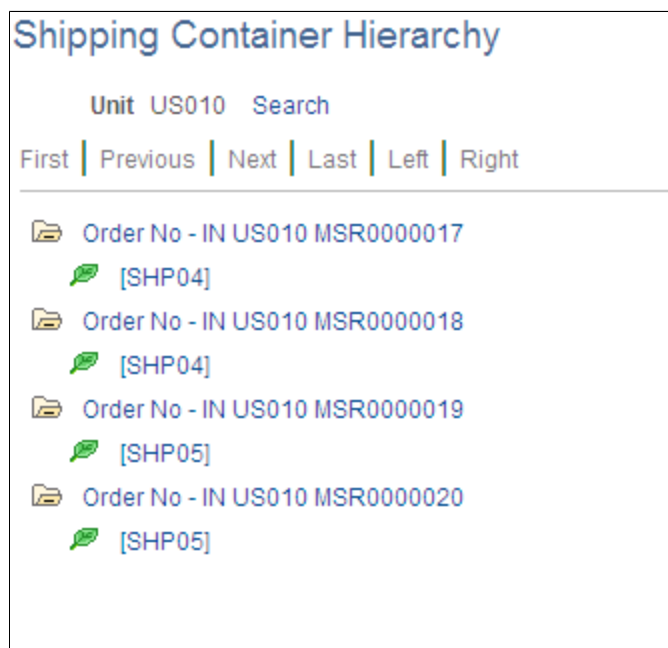 Shipping Container Hierarchy
Unit US010 Search
First | Previous | Next | Last | Left | Right
Order No - IN US010 MSR0000017
[SHP04]
Order No - IN US010 MSR0000018
[SHP04]
Order No - IN US010 MSR0000019
[SHP05]
Order No - IN US010 MSR0000020
[SHP05]